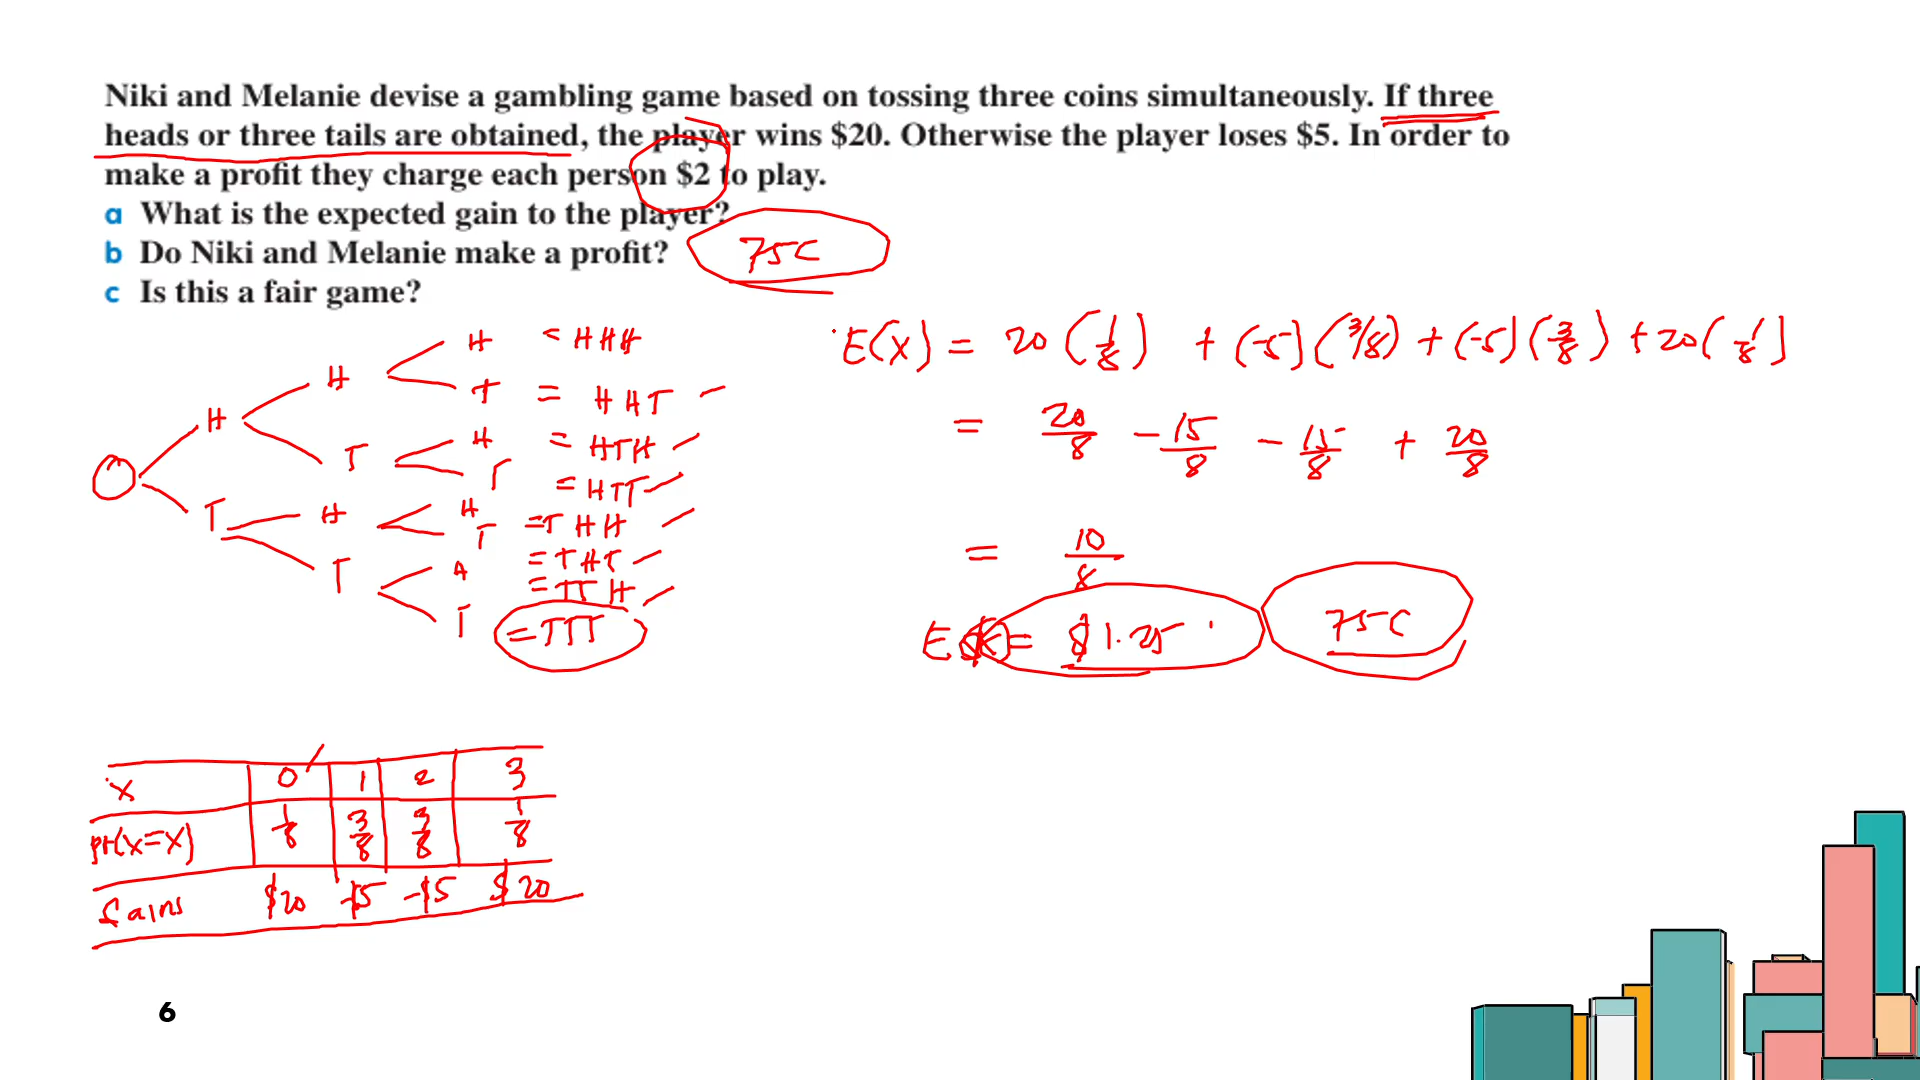 Niki and Melanie devise a gambling game based on tossing three coins simultaneously. If three
heads or three tails are obtained, the player wins $20. Otherwise the player loses $5. In order to
make a profit they charge each person $2 to play.
a What is the expected gain to the player?
b Do Niki and Melanie make a profit?
75C
c Is this a fair game?
H = HHH
H
T = HHT
H
H = HTH
T
T = HTT
H = THH
T H
T = THT
H = TTH
T
T = TTT
E(X) = 20 (1/8) + (-5) (3/8) + (-5) (3/8) + 20 (1/8)
= 20/8 - 15/8 - 15/8 + 20/8
= 10/8
= $1.25
75C
x 0 1 2 3
pr(X=x) 1/8 3/8 3/8 1/8
Gains $20 -$5 -$5 $20
6